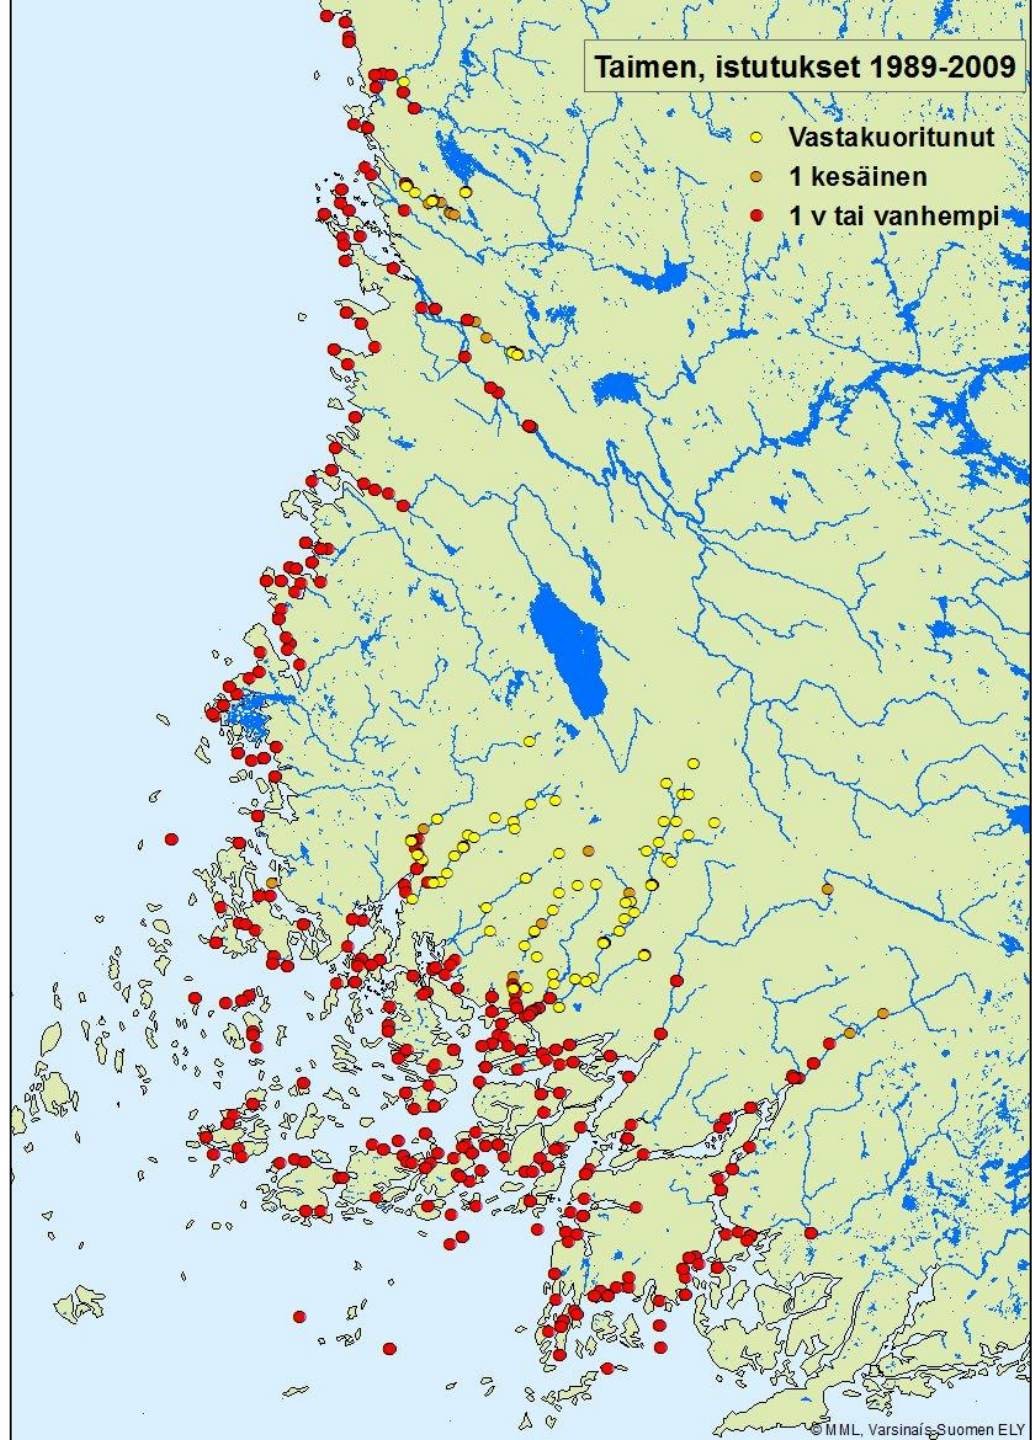 Taimen, istutukset 1989-2009
Vastakuoritunut
1 kesäinen
1 v tai vanhempi
© MML, Varsinais-Suomen ELY